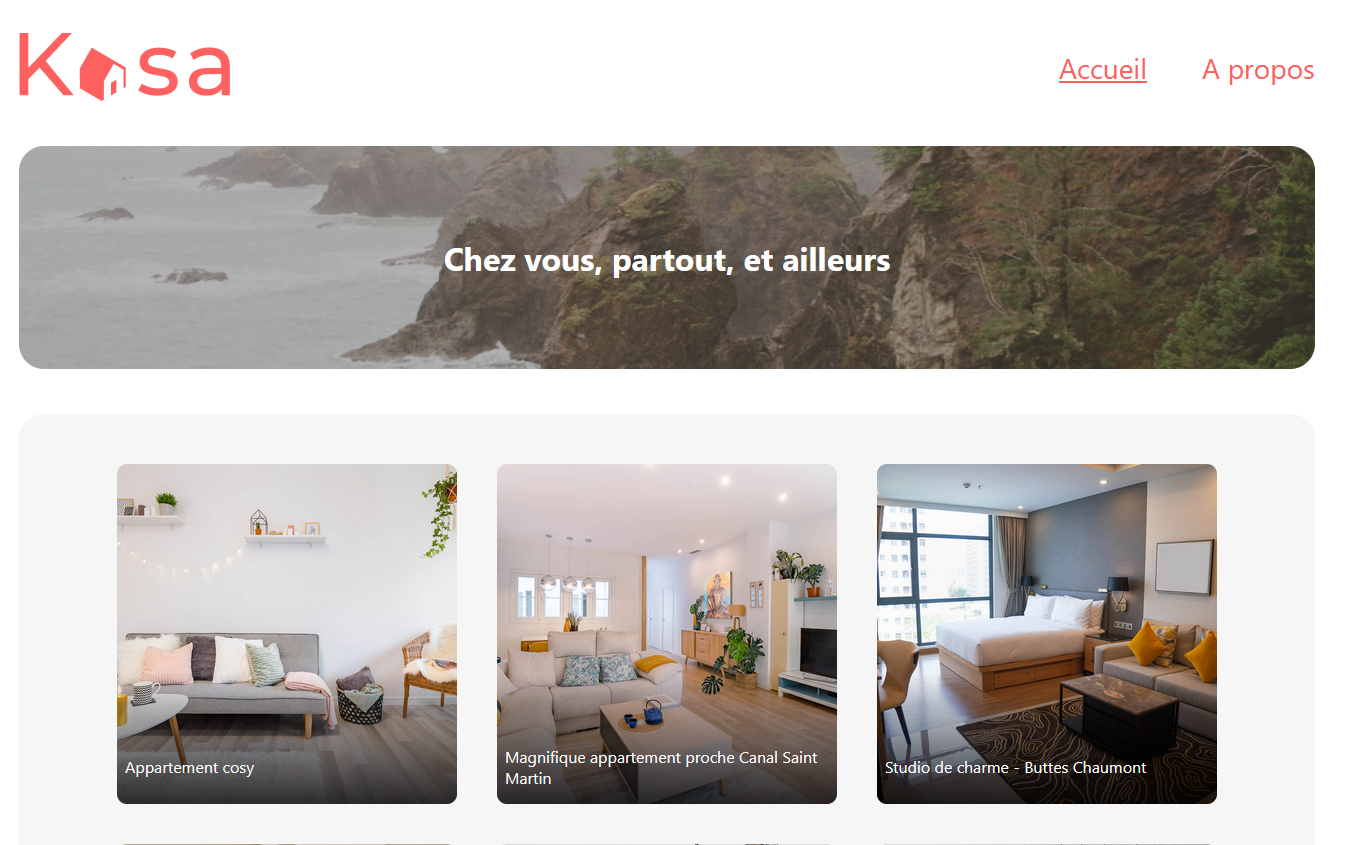 Kasa
Accueil
A propos
Chez vous, partout, et ailleurs
Appartement cosy
Magnifique appartement proche Canal Saint
Martin
Studio de charme - Buttes Chaumont